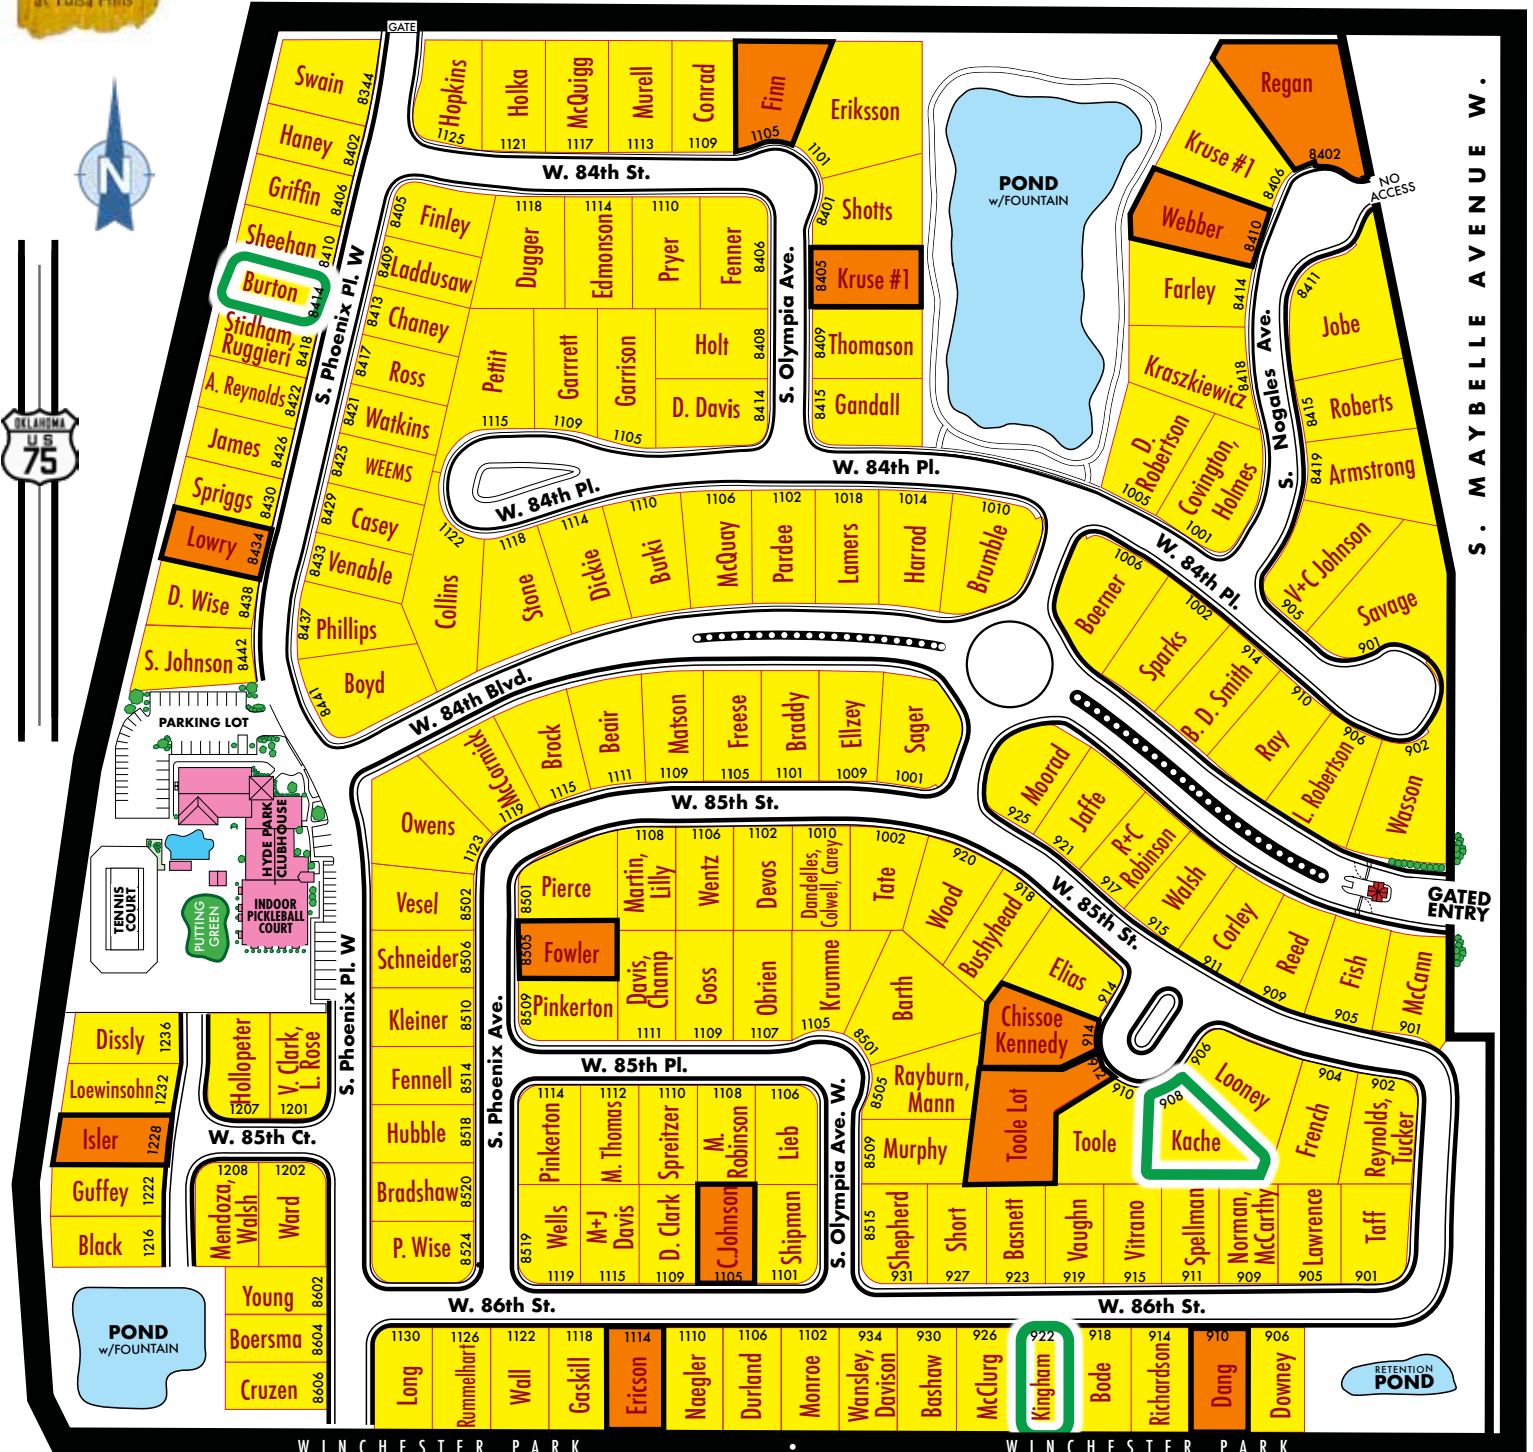 at Tulsa Hills
N
OKLAHOMA
U S
75
GATE
Swain 8344
Haney 8402
Griffin 8406
Sheehan 8410
Burton 8414
Stidham,
Ruggieri 8418
A. Reynolds 8422
James 8426
Spriggs 8430
Lowry 8434
D. Wise 8438
S. Johnson 8442
S. Phoenix Pl. W
Hopkins 1125
Holka 1121
McQuigg 1117
Murell 1113
Conrad 1109
Finn 1105
Eriksson 1101
W. 84th St.
Shotts 8401
Kruse #1 8405
Thomason 8409
Gandall 8415
S. Olympia Ave.
Finley 8405
Laddusaw 8409
Chaney 8413
Ross 8417
Watkins 8421
WEEMS 8425
Casey 8429
Venable 8433
Phillips 8437
Boyd 8441
Dugger 1118
Edmonson 1114
Pryer 1110
Fenner 8406
Pettit 1115
Garrett 1109
Garrison 1105
Holt 8408
D. Davis 8414
POND
w/FOUNTAIN
Regan 8402
Kruse #1 8406
Webber 8410
Farley 8414
Kraszkiewicz 8418
NO
ACCESS
S. MAYBELLE AVENUE W.
S. Nogales Ave.
Jobe 8411
Roberts 8415
Armstrong 8419
V+C Johnson 905
Savage 901
D.
Robertson 1005
Covington,
Holmes 1001
W. 84th Pl.
W. 84th Pl.
W. 84th Pl.
Collins 1122
Stone 1118
Dickie 1114
Burki 1110
McQuay 1106
Pardee 1102
Lamers 1018
Harrod 1014
Brumble 1010
Boerner 1006
Sparks 1002
B. D. Smith 914
Ray 910
L. Robertson 906
Wasson 902
W. 84th Blvd.
PARKING LOT
HYDE PARK
CLUBHOUSE
INDOOR
PICKLEBALL
COURT
TENNIS
COURT
PUTTING
GREEN
S. Phoenix Pl. W
Owens 1123
McCormick 1119
Brock 1115
Beair 1111
Matson 1109
Freese 1105
Braddy 1101
Ellzey 1009
Sager 1001
W. 85th St.
Moorad 925
Jaffe 921
R+C
Robinson 917
Walsh 915
Corley 911
Reed 909
Fish 905
McCann 901
GATED
ENTRY
W. 85th St.
Vesel 8502
Schneider 8506
Kleiner 8510
Fennell 8514
Hubble 8518
Bradshaw 8520
P. Wise 8524
S. Phoenix Ave.
Pierce 8501
Fowler 8505
Pinkerton 8509
Martin,
Lilly 1108
Wentz 1106
Devos 1102
Dandelles,
Colwell, Carey 1010
Tate 1002
Wood 920
Bushyhead 918
Elias 914
Davis,
Champ 1111
Goss 1109
Obrien 1107
Krumme 1105
Barth 8501
Chissoe
Kennedy 914
Toole Lot 912
Toole 910
Kache 908
Looney 906
French 904
Reynolds,
Tucker 902
W. 85th Pl.
Rayburn,
Mann 8505
Murphy 8509
S. Olympia Ave. W.
Pinkerton 1114
M. Thomas 1112
Spreitzer 1110
M.
Robinson 1108
Lieb 1106
Wells 8519 1119
M+J
Davis 1115
D. Clark 1109
C.Johnson 1105
Shipman 1101
Shepherd 8515 931
Short 927
Basnett 923
Vaughn 919
Vitrano 915
Spellman 911
Norman,
McCarthy 909
Lawrence 905
Taff 901
Dissly 1236
Loewinsohn 1232
Isler 1228
Guffey 1222
Black 1216
Hollopeter 1207
V. Clark,
L. Rose 1201
W. 85th Ct.
Mendoza,
Walsh 1208
Ward 1202
Young 8602
Boersma 8604
Cruzen 8606
POND
w/FOUNTAIN
W. 86th St.
W. 86th St.
Long 1130
Rummelhart 1126
Wall 1122
Gaskill 1118
Ericson 1114
Naegler 1110
Durland 1106
Monroe 1102
Wansley,
Davison 934
Bashaw 930
McClurg 926
Kingham 922
Bode 918
Richardson 914
Dang 910
Downey 906
RETENTION
POND
WINCHESTER PARK • WINCHESTER PARK